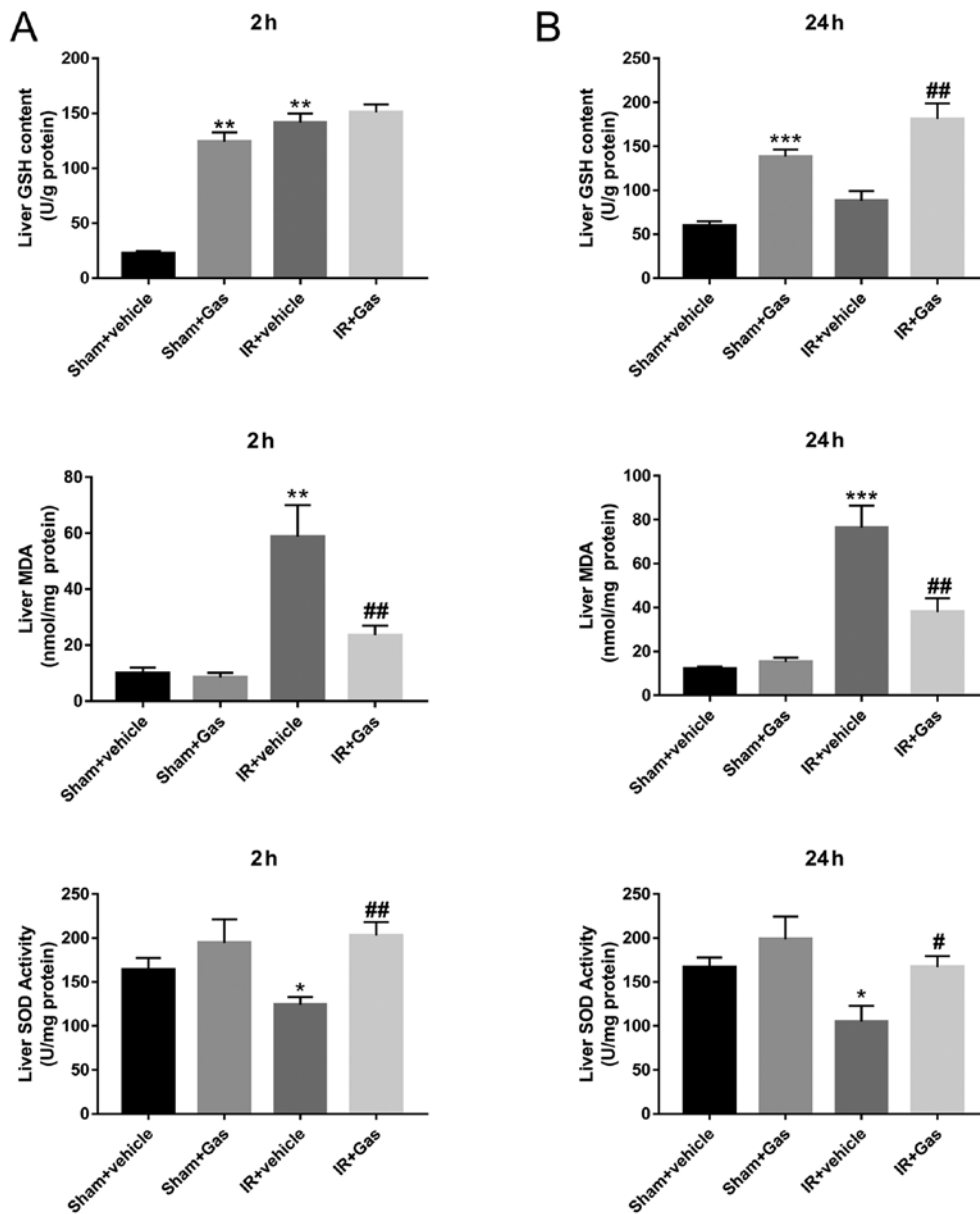 A
2h
Liver GSH content
(U/g protein)
200
150
100
50
0
**
**
Sham+vehicle
Sham+Gas
IR+vehicle
IR+Gas
B
24h
Liver GSH content
(U/g protein)
250
200
150
100
50
0
***
##
Sham+vehicle
Sham+Gas
IR+vehicle
IR+Gas
2h
Liver MDA
(nmol/mg protein)
80
60
40
20
0
**
##
Sham+vehicle
Sham+Gas
IR+vehicle
IR+Gas
24h
Liver MDA
(nmol/mg protein)
100
80
60
40
20
0
***
##
Sham+vehicle
Sham+Gas
IR+vehicle
IR+Gas
2h
Liver SOD Activity
(U/mg protein)
250
200
150
100
50
0
*
##
Sham+vehicle
Sham+Gas
IR+vehicle
IR+Gas
24h
Liver SOD Activity
(U/mg protein)
250
200
150
100
50
0
*
#
Sham+vehicle
Sham+Gas
IR+vehicle
IR+Gas